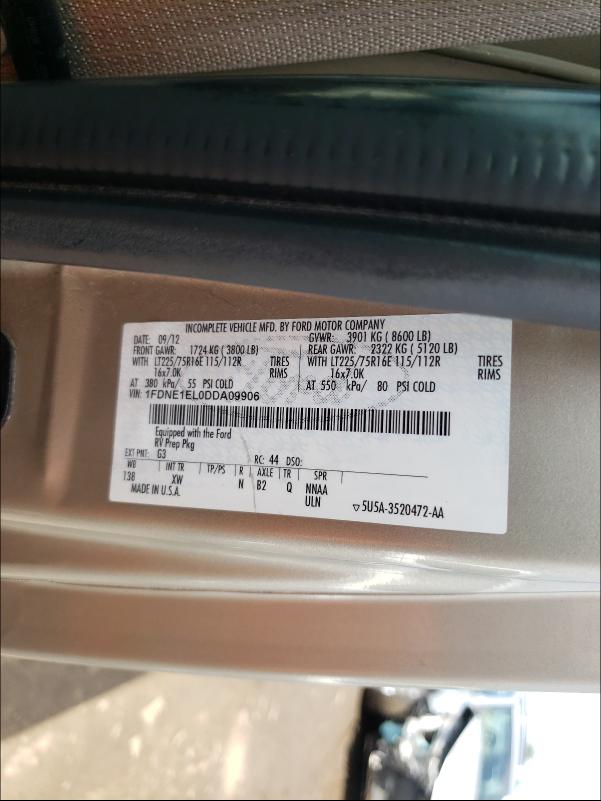 INCOMPLETE VEHICLE MFD. BY FORD MOTOR COMPANY
DATE: 09/12 GVWR: 3901 KG ( 8600 LB)
FRONT GAWR: 1724 KG ( 3800 LB) REAR GAWR: 2322 KG ( 5120 LB)
WITH LT225/75R16E 115/112R TIRES WITH LT225/75R16E 115/112R TIRES
16x7.0K RIMS 16x7.0K RIMS
AT 380 kPa/ 55 PSI COLD AT 550 kPa/ 80 PSI COLD
VIN: 1FDNE1EL0DDA09906
Equipped with the Ford
RV Prep Pkg
EXT PNT: G3 RC: 44 DSO:
WB INT TR TP/PS R AXLE TR SPR
138 XW N B2 Q NNAA
MADE IN U.S.A. ULN ▽5U5A-3520472-AA